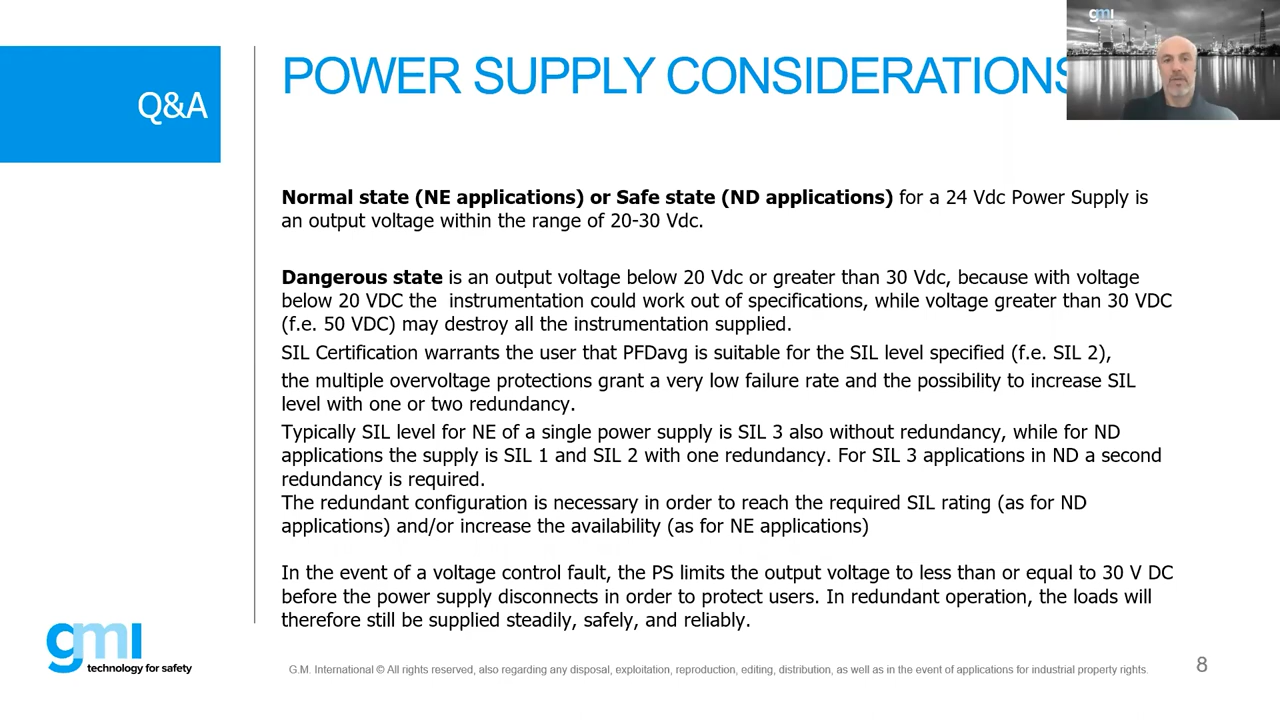 Q&A
POWER SUPPLY CONSIDERATIONS
gmi
Normal state (NE applications) or Safe state (ND applications) for a 24 Vdc Power Supply is
an output voltage within the range of 20-30 Vdc.
Dangerous state is an output voltage below 20 Vdc or greater than 30 Vdc, because with voltage
below 20 VDC the  instrumentation could work out of specifications, while voltage greater than 30 VDC
(f.e. 50 VDC) may destroy all the instrumentation supplied.
SIL Certification warrants the user that PFDavg is suitable for the SIL level specified (f.e. SIL 2),
the multiple overvoltage protections grant a very low failure rate and the possibility to increase SIL
level with one or two redundancy.
Typically SIL level for NE of a single power supply is SIL 3 also without redundancy, while for ND
applications the supply is SIL 1 and SIL 2 with one redundancy. For SIL 3 applications in ND a second
redundancy is required.
The redundant configuration is necessary in order to reach the required SIL rating (as for ND
applications) and/or increase the availability (as for NE applications)
In the event of a voltage control fault, the PS limits the output voltage to less than or equal to 30 V DC
before the power supply disconnects in order to protect users. In redundant operation, the loads will
therefore still be supplied steadily, safely, and reliably.
gmi
technology for safety
G.M. International © All rights reserved, also regarding any disposal, exploitation, reproduction, editing, distribution, as well as in the event of applications for industrial property rights.
8